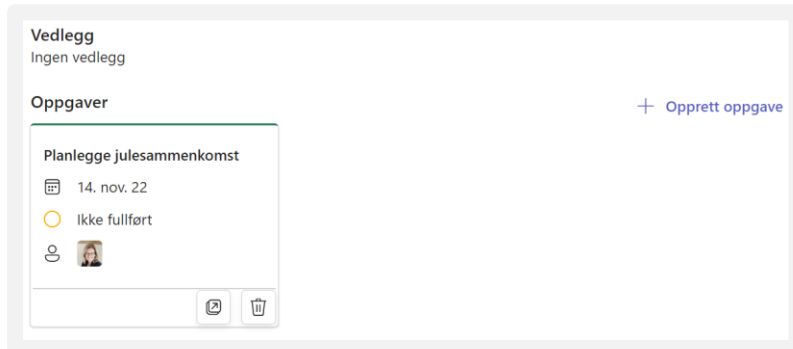 Vedlegg
Ingen vedlegg
Oppgaver
Opprett oppgave
Planlegge julesammenkomst
14. nov. 22
Ikke fullført